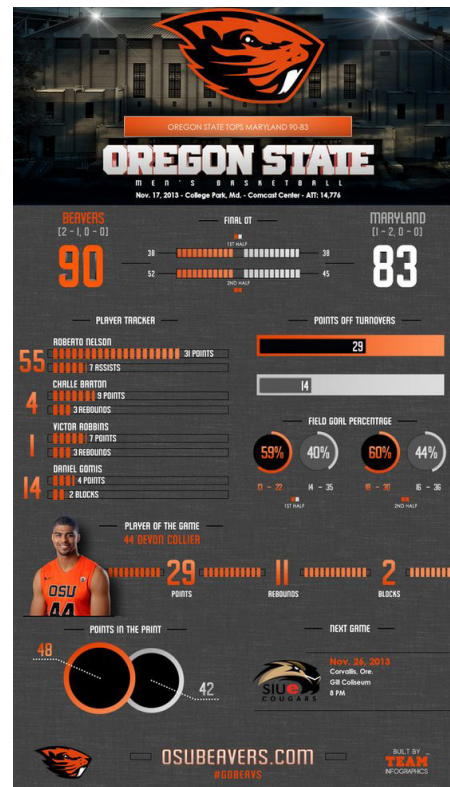 OREGON STATE TOPS MARYLAND 90-83
OREGON STATE
MEN'S BASKETBALL
Nov. 17, 2013 - College Park, Md. - Comcast Center - ATT: 14,776
BEAVERS
[2 - 1, 0 - 0]
90
FINAL OT
1ST HALF
38 38
52 45
2ND HALF
MARYLAND
[1 - 2, 0 - 0]
83
PLAYER TRACKER
55
ROBERTO NELSON
31 POINTS
7 ASSISTS
4
CHALLE BARTON
9 POINTS
3 REBOUNDS
1
VICTOR ROBBINS
7 POINTS
3 REBOUNDS
14
DANIEL GOMIS
4 POINTS
2 BLOCKS
POINTS OFF TURNOVERS
29
14
FIELD GOAL PERCENTAGE
59% 40% 60% 44%
13 - 22 14 - 35 18 - 30 16 - 36
1ST HALF 2ND HALF
PLAYER OF THE GAME
44 DEVON COLLIER
OSU
44
29 11 2
POINTS REBOUNDS BLOCKS
POINTS IN THE PAINT
48
42
NEXT GAME
SIUe
COUGARS
Nov. 26, 2013
Corvallis, Ore.
Gill Coliseum
8 PM
OSUBEAVERS.COM
#GOBEAVS
BUILT BY
TEAM
INFOGRAPHICS